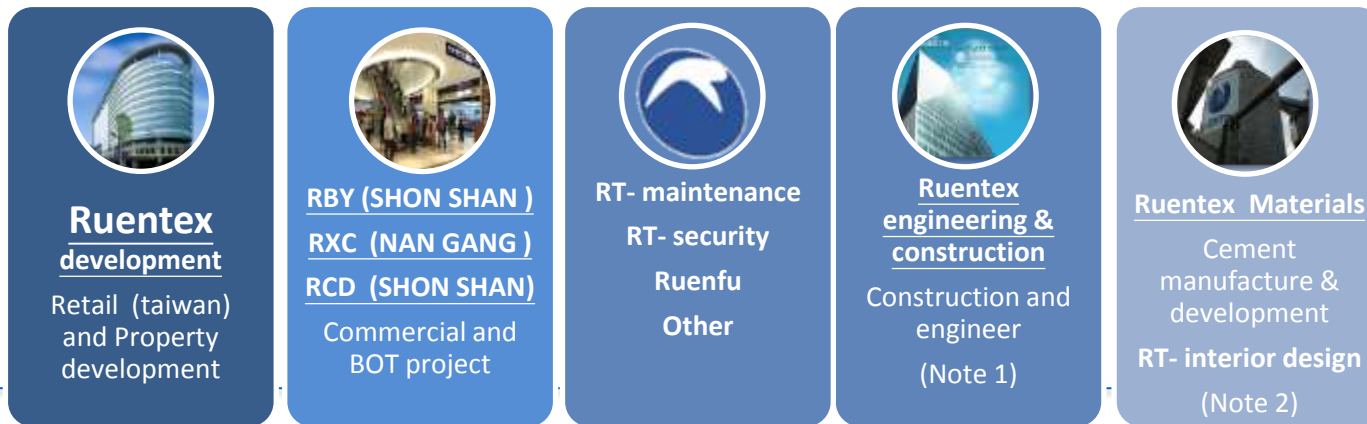 Ruentex
development
Retail (taiwan)
and Property
development
RBY (SHON SHAN )
RXC (NAN GANG )
RCD (SHON SHAN)
Commercial and
BOT project
RT- maintenance
RT- security
Ruenfu
Other
Ruentex
engineering &
construction
Construction and
engineer
(Note 1)
Ruentex Materials
Cement
manufacture &
development
RT- interior design
(Note 2)